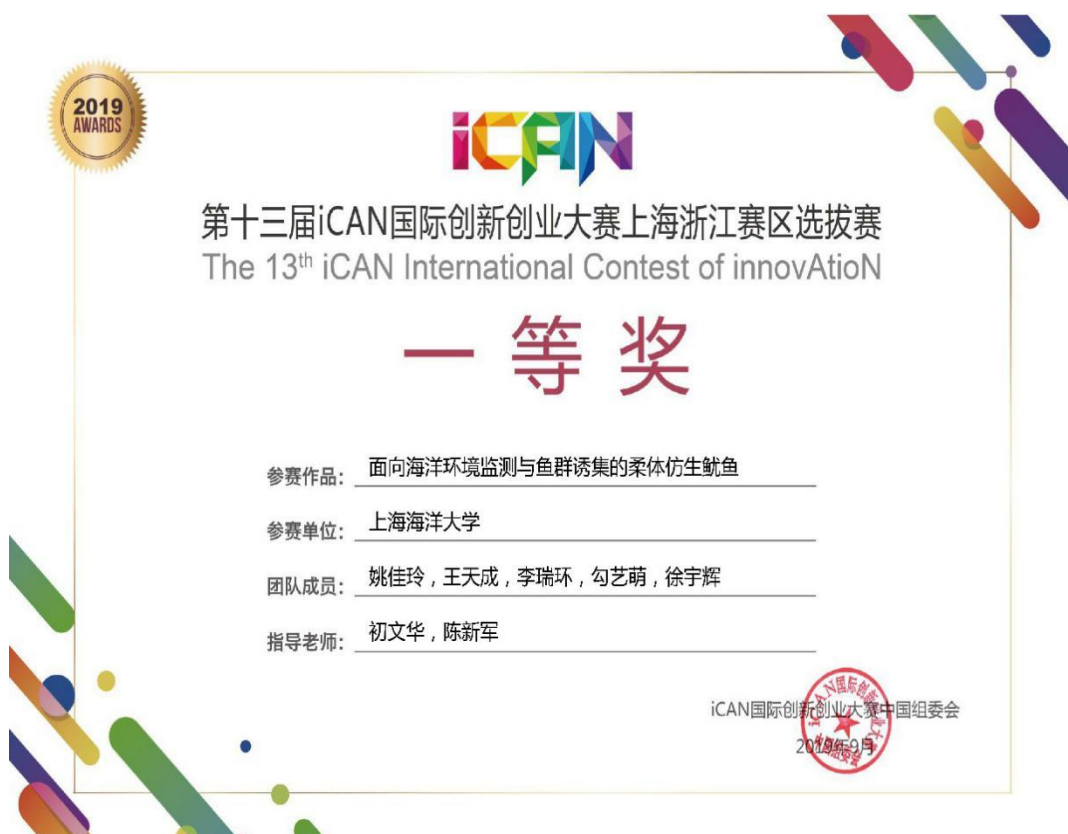 2019
AWARDS
iCAN
第十三届iCAN国际创新创业大赛上海浙江赛区选拔赛
The 13th iCAN International Contest of innovAtioN
一等奖
参赛作品: 面向海洋环境监测与鱼群诱集的柔体仿生鱿鱼
参赛单位: 上海海洋大学
团队成员: 姚佳玲，王天成，李瑞环，勾艺萌，徐宇辉
指导老师: 初文华，陈新军
iCAN国际创新创业大赛中国组委会
2019年9月